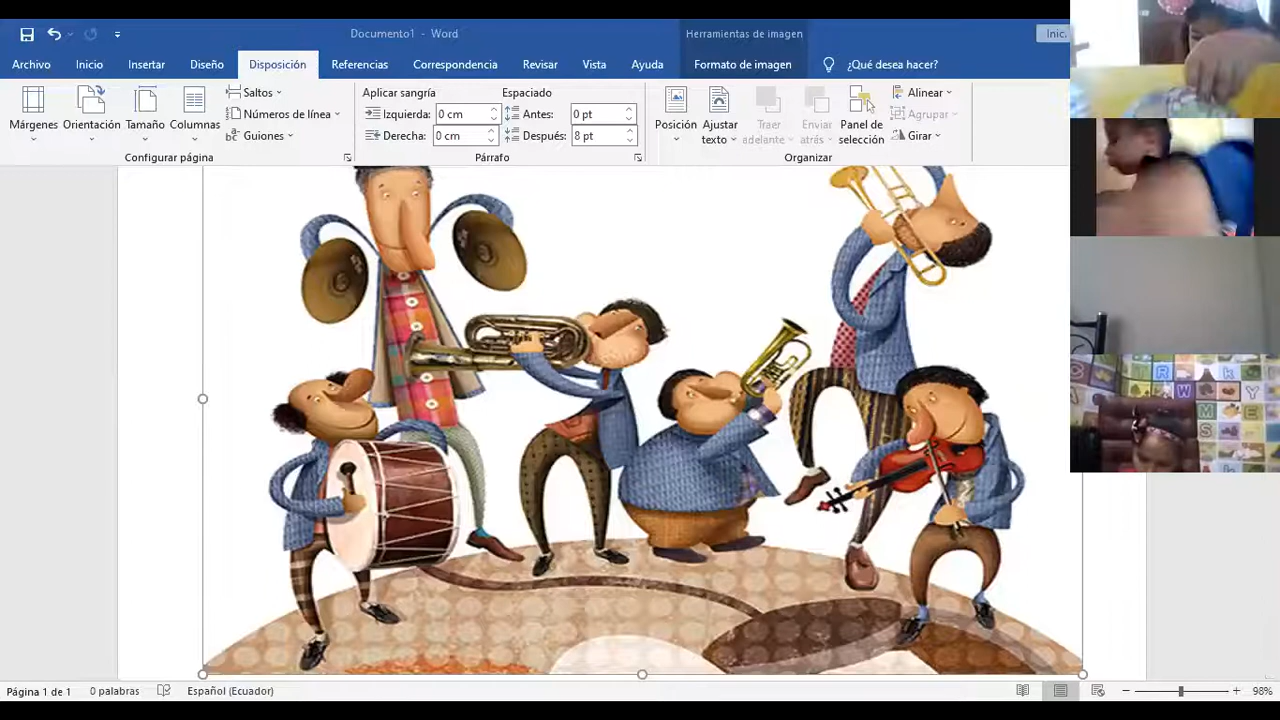 Documento1 - Word
Herramientas de imagen
Inic.
Archivo Inicio Insertar Diseño Disposición Referencias Correspondencia Revisar Vista Ayuda Formato de imagen ¿Qué desea hacer?
Saltos
Aplicar sangría
Espaciado
Alinear
Números de línea
Izquierda: 0 cm
Antes: 0 pt
Agrupar
Guiones
Derecha: 0 cm
Después: 8 pt
Girar
Márgenes Orientación Tamaño Columnas
Posición
Ajustar texto
Traer adelante
Enviar atrás
Panel de selección
Configurar página
Párrafo
Organizar
Página 1 de 1
0 palabras
Español (Ecuador)
98%